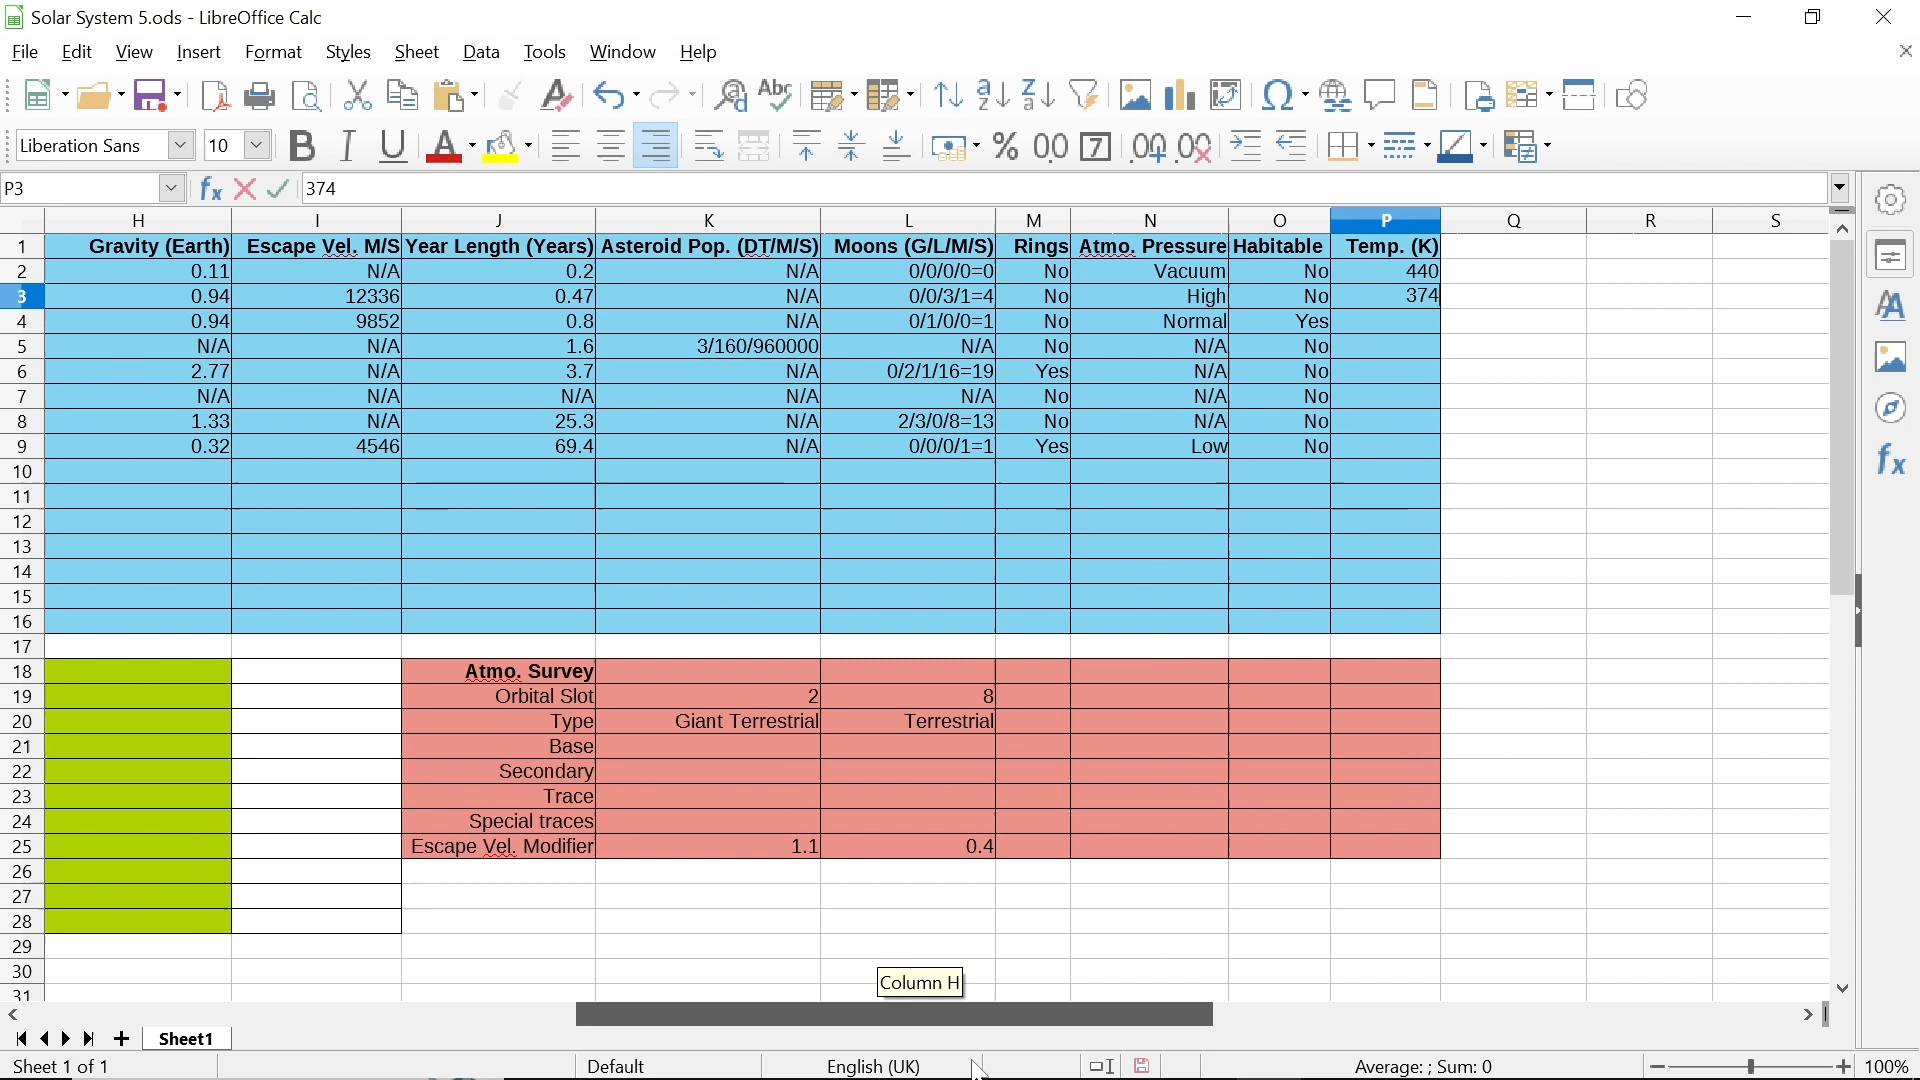 Solar System 5.ods - LibreOffice Calc
File Edit View Insert Format Styles Sheet Data Tools Window Help
Liberation Sans 10
P3 374
H I J K L M N O P Q R S
1 Gravity (Earth) Escape Vel. M/S Year Length (Years) Asteroid Pop. (DT/M/S) Moons (G/L/M/S) Rings Atmo. Pressure Habitable Temp. (K)
2 0.11 N/A 0.2 N/A 0/0/0/0=0 No Vacuum No 440
3 0.94 12336 0.47 N/A 0/0/3/1=4 No High No 374
4 0.94 9852 0.8 N/A 0/1/0/0=1 No Normal Yes
5 N/A N/A 1.6 3/160/960000 N/A No N/A No
6 2.77 N/A 3.7 N/A 0/2/1/16=19 Yes N/A No
7 N/A N/A N/A N/A N/A No N/A No
8 1.33 N/A 25.3 N/A 2/3/0/8=13 No N/A No
9 0.32 4546 69.4 N/A 0/0/0/1=1 Yes Low No
10
11
12
13
14
15
16
17
18 Atmo. Survey
19 Orbital Slot 2 8
20 Type Giant Terrestrial Terrestrial
21 Base
22 Secondary
23 Trace
24 Special traces
25 Escape Vel. Modifier 1.1 0.4
26
27
28
29
30 Column H
31
Sheet1
Sheet 1 of 1 Default English (UK) Average: ; Sum: 0 100%